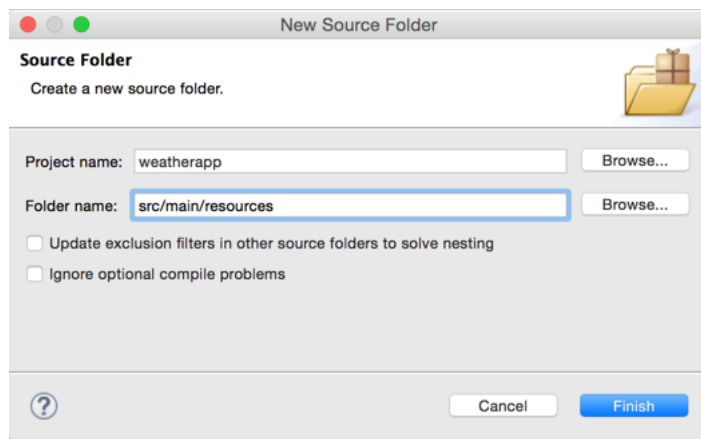 New Source Folder
Source Folder
Create a new source folder.
Project name: weatherapp Browse...
Folder name: src/main/resources Browse...
Update exclusion filters in other source folders to solve nesting
Ignore optional compile problems
? Cancel Finish